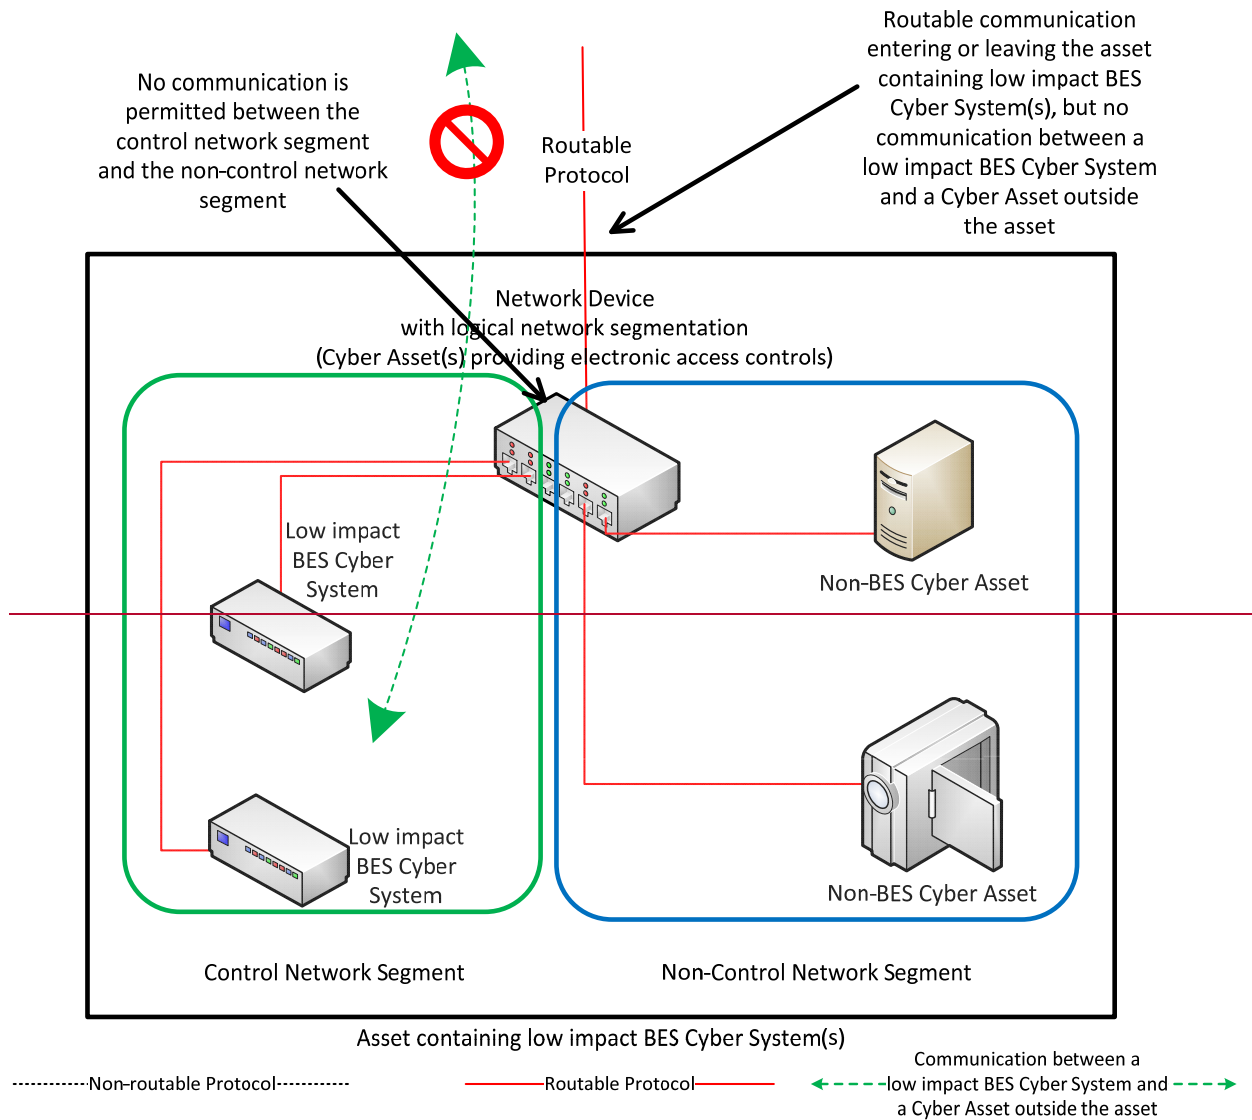 No communication is
permitted between the
control network segment
and the non-control network
segment
Routable
Protocol
Routable communication
entering or leaving the asset
containing low impact BES
Cyber System(s), but no
communication between a
low impact BES Cyber System
and a Cyber Asset outside
the asset
Network Device
with logical network segmentation
(Cyber Asset(s) providing electronic access controls)
Low impact
BES Cyber
System
Non-BES Cyber Asset
Low impact
BES Cyber
System
Non-BES Cyber Asset
Control Network Segment
Non-Control Network Segment
Asset containing low impact BES Cyber System(s)
Non-routable Protocol
Routable Protocol
Communication between a
low impact BES Cyber System and
a Cyber Asset outside the asset